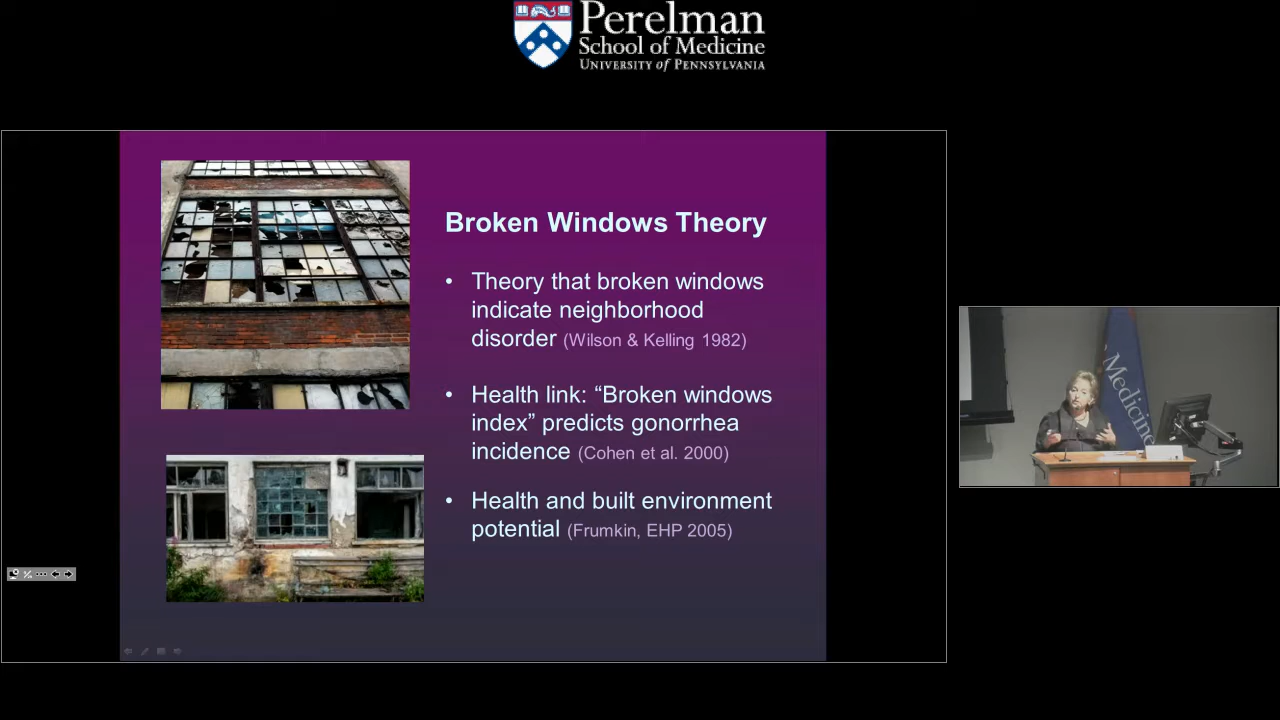 Perelman
School of Medicine
UNIVERSITY of PENNSYLVANIA
Broken Windows Theory
• Theory that broken windows
indicate neighborhood
disorder (Wilson & Kelling 1982)
• Health link: “Broken windows
index” predicts gonorrhea
incidence (Cohen et al. 2000)
• Health and built environment
potential (Frumkin, EHP 2005)
Medicine